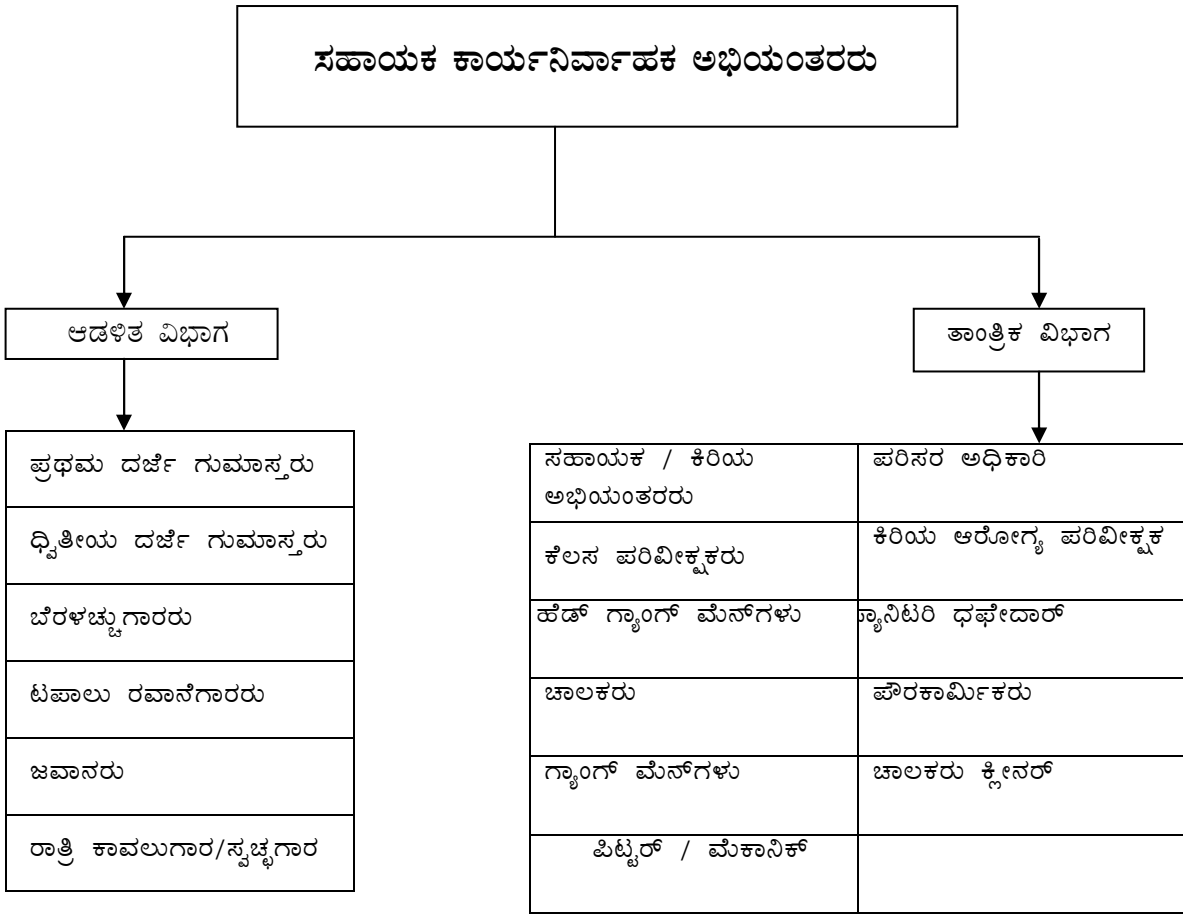 ಸಹಾಯಕ ಕಾರ್ಯನಿರ್ವಾಹಕ ಅಭಿಯಂತರರು
ಆಡಳಿತ ವಿಭಾಗ
ತಾಂತ್ರಿಕ ವಿಭಾಗ
ಪ್ರಥಮ ದರ್ಜೆ ಗುಮಾಸ್ತರು
ಧ್ವಿತೀಯ ದರ್ಜೆ ಗುಮಾಸ್ತರು
ಬೆರಳಚ್ಚುಗಾರರು
ಟಪಾಲು ರವಾನೆಗಾರರು
ಜವಾನರು
ರಾತ್ರಿ ಕಾವಲುಗಾರ/ಸ್ವಚ್ಛಗಾರ
ಸಹಾಯಕ / ಕಿರಿಯ
ಅಭಿಯಂತರರು
ಪರಿಸರ ಅಧಿಕಾರಿ
ಕೆಲಸ ಪರಿವೀಕ್ಷಕರು
ಕಿರಿಯ ಆರೋಗ್ಯ ಪರಿವೀಕ್ಷಕ
ಹೆಡ್ ಗ್ಯಾಂಗ್ ಮೆನ್‌ಗಳು
ಸ್ಯಾನಿಟರಿ ಧಫೇದಾರ್
ಚಾಲಕರು
ಪೌರಕಾರ್ಮಿಕರು
ಗ್ಯಾಂಗ್ ಮೆನ್‌ಗಳು
ಚಾಲಕರು ಕ್ಲೀನರ್
ಪಿಟ್ಟರ್ / ಮೆಕಾನಿಕ್